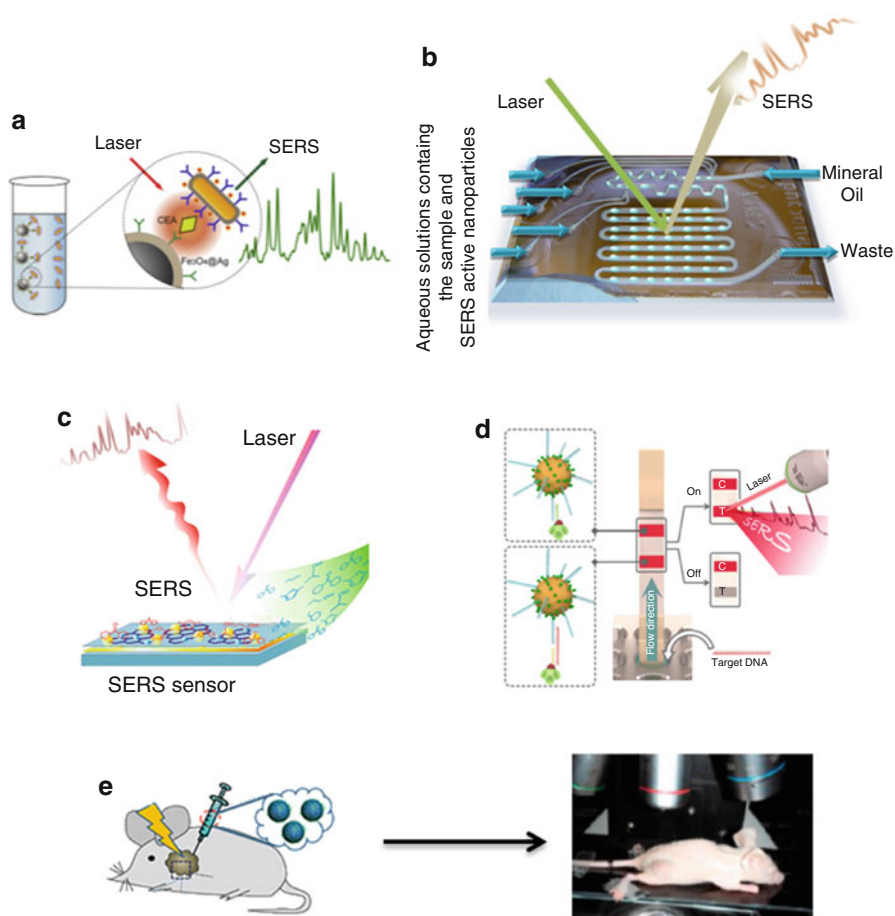 a
Laser
SERS
CEA
Fe₃O₄@Ag
b
Laser
SERS
Aqueous solutions containg
the sample and
SERS active nanoparticles
Mineral
Oil
Waste
c
Laser
SERS
SERS sensor
d
On
C
T
Laser
SERS
Off
C
T
Flow direction
Target DNA
e